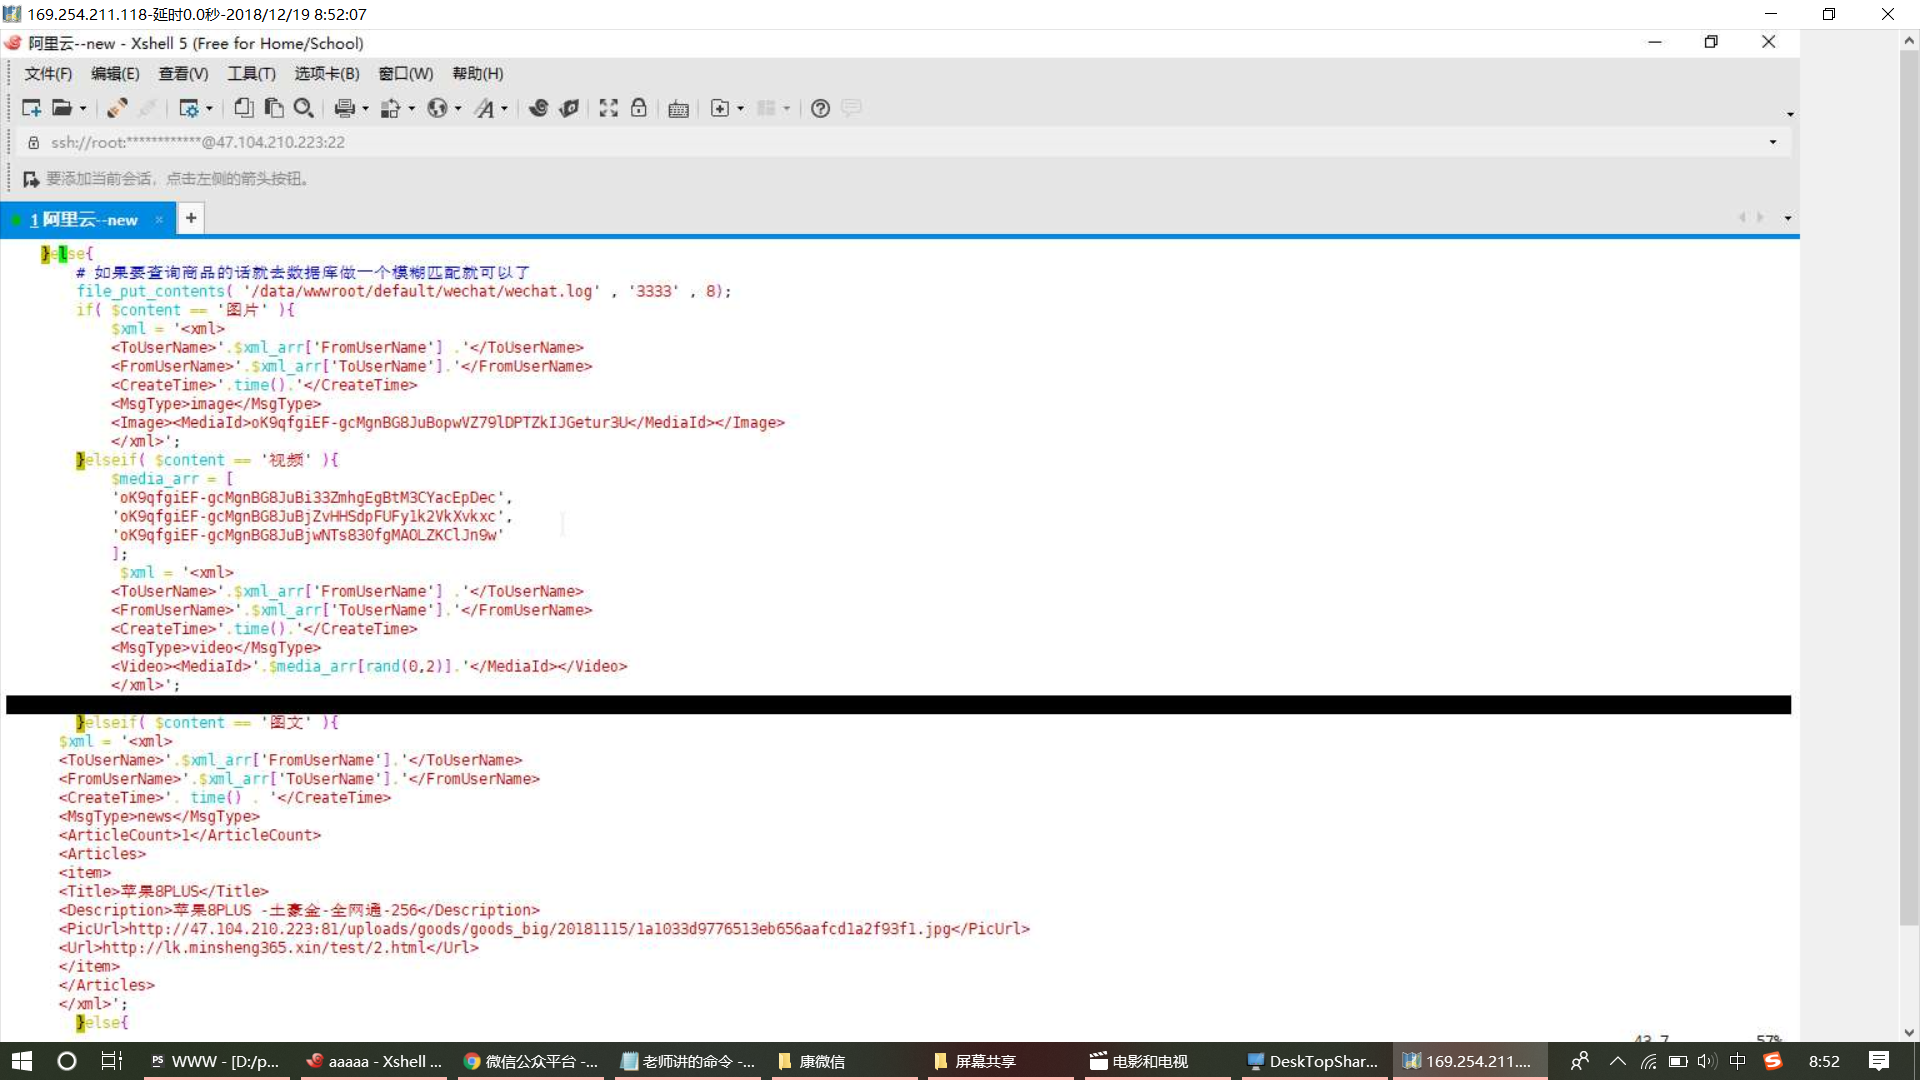 169.254.211.118-延时0.0秒-2018/12/19 8:52:07
阿里云--new - Xshell 5 (Free for Home/School)
文件(F) 编辑(E) 查看(V) 工具(T) 选项卡(B) 窗口(W) 帮助(H)
ssh://root:************@47.104.210.223:22
要添加当前会话，点击左侧的箭头按钮。
1 阿里云--new × +
}else{
# 如果要查询商品的话就去数据库做一个模糊匹配就可以了
file_put_contents( '/data/wwwroot/default/wechat/wechat.log' , '3333' , 8);
if( $content == '图片' ){
$xml = '<xml>
<ToUserName>'.$xml_arr['FromUserName'] .'</ToUserName>
<FromUserName>'.$xml_arr['ToUserName'].'</FromUserName>
<CreateTime>'.time().'</CreateTime>
<MsgType>image</MsgType>
<Image><MediaId>oK9qfgiEF-gcMgnBG8JuBopwVZ79lDPTZkIJGetur3U</MediaId></Image>
</xml>';
}elseif( $content == '视频' ){
$media_arr = [
'oK9qfgiEF-gcMgnBG8JuBi33ZmhgEgBtM3CYacEpDec',
'oK9qfgiEF-gcMgnBG8JuBjZvHHSdpFUFy1k2VkXvkxc',
'oK9qfgiEF-gcMgnBG8JuBjwNTs830fgMAOLZKClJn9w'
];
$xml = '<xml>
<ToUserName>'.$xml_arr['FromUserName'] .'</ToUserName>
<FromUserName>'.$xml_arr['ToUserName'].'</FromUserName>
<CreateTime>'.time().'</CreateTime>
<MsgType>video</MsgType>
<Video><MediaId>'.$media_arr[rand(0,2)].'</MediaId></Video>
</xml>';
}elseif( $content == '图文' ){
$xml = '<xml>
<ToUserName>'.$xml_arr['FromUserName'].'</ToUserName>
<FromUserName>'.$xml_arr['ToUserName'].'</FromUserName>
<CreateTime>'. time() . '</CreateTime>
<MsgType>news</MsgType>
<ArticleCount>1</ArticleCount>
<Articles>
<item>
<Title>苹果8PLUS</Title>
<Description>苹果8PLUS -土豪金-全网通-256</Description>
<PicUrl>http://47.104.210.223:81/uploads/goods/goods_big/20181115/1a1033d9776513eb656aafcd1a2f93f1.jpg</PicUrl>
<Url>http://lk.minsheng365.xin/test/2.html</Url>
</item>
</Articles>
</xml>';
}else{
43,7 57%
WWW - [D:/p... aaaaa - Xshell ... 微信公众平台 -... 老师讲的命令 -... 康微信 屏幕共享 电影和电视 DeskTopShar... 169.254.211.... 中 8:52